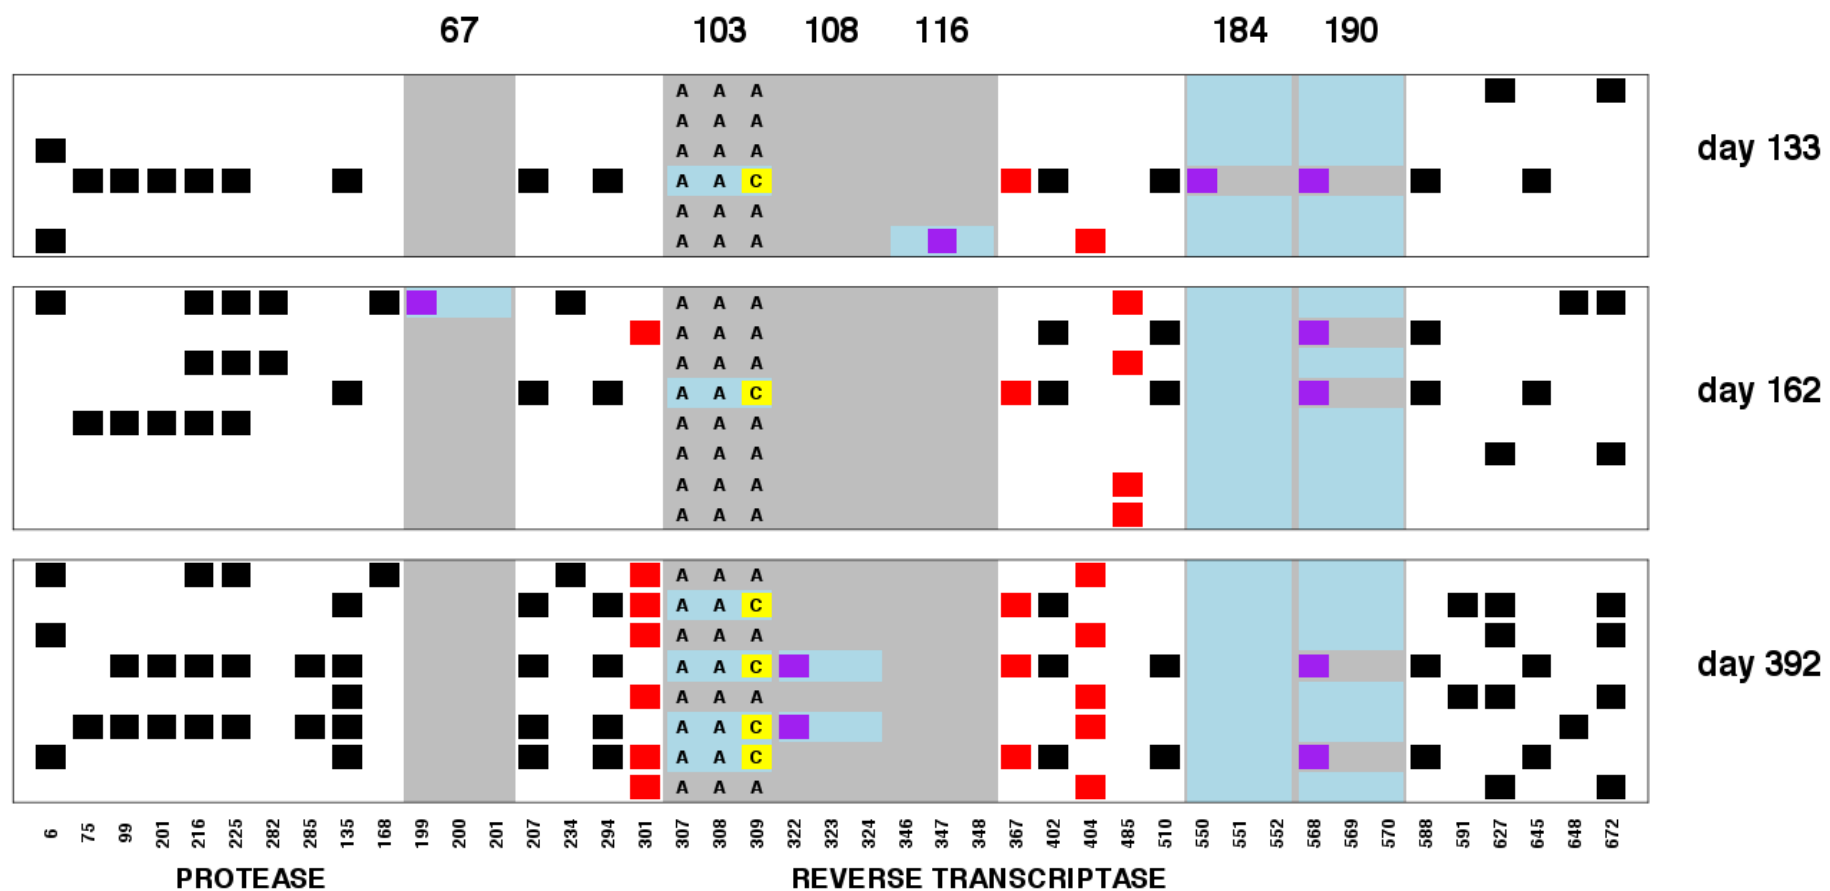 67 103 108 116 184 190
A A A
A A A
A A A
day 133
A A C
A A A
A A A
A A A
A A A
A A A
day 162
A A C
A A A
A A A
A A A
A A A
A A A
A A C
A A A
day 392
A A C
A A A
A A C
A A C
A A A
6 75 99 201 216 225 282 285 135 168 199 200 201 207 234 294 301 307 308 309 322 323 324 346 347 348 367 402 404 485 510 550 551 552 568 569 570 588 591 627 645 648 672
PROTEASE REVERSE TRANSCRIPTASE